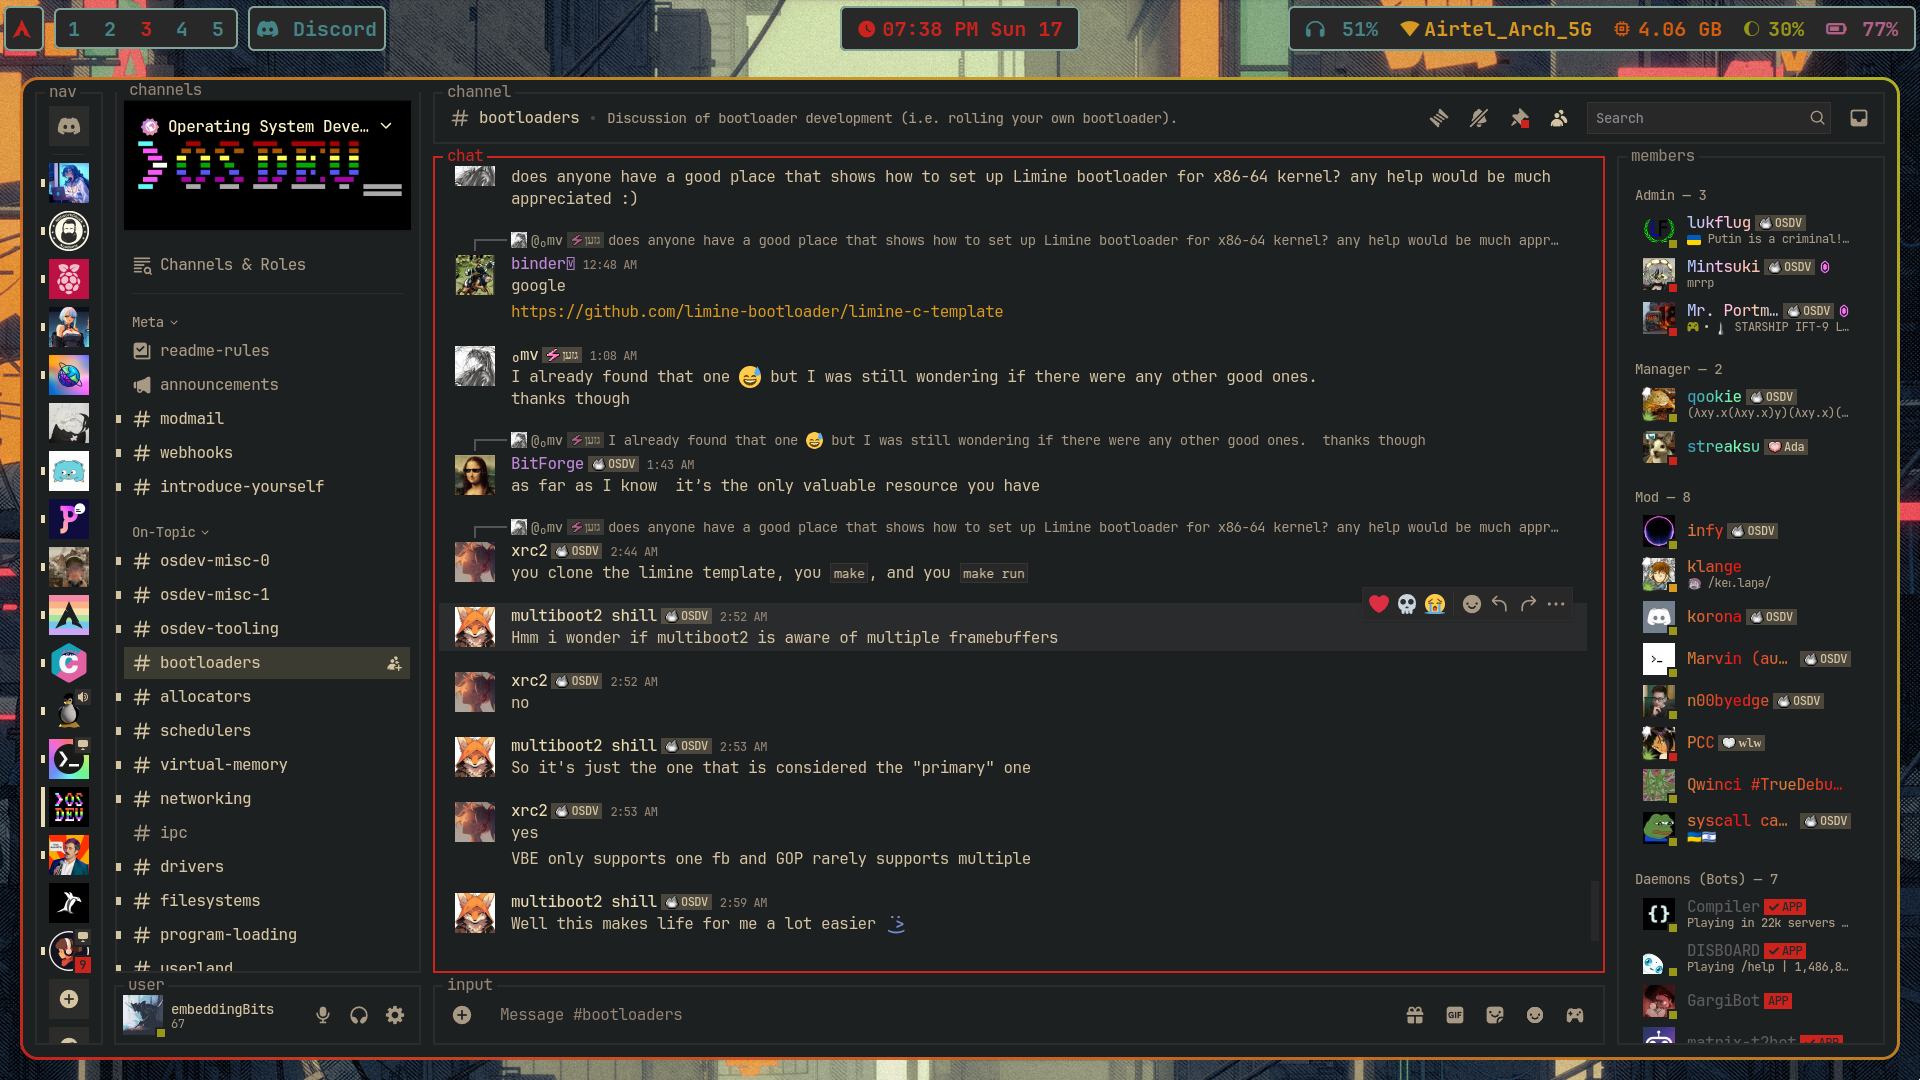 1 2 3 4 5
Discord
07:38 PM Sun 17
51%
Airtel_Arch_5G
4.06 GB
30%
77%
nav
channels
Operating System Deve…
>OSDEV_
Channels & Roles
Meta
readme-rules
announcements
modmail
webhooks
introduce-yourself
On-Topic
osdev-misc-0
osdev-misc-1
osdev-tooling
bootloaders
allocators
schedulers
virtual-memory
networking
ipc
drivers
filesystems
program-loading
userland
>OS
DEV
9
user
embeddingBits
67
channel
# bootloaders • Discussion of bootloader development (i.e. rolling your own bootloader).
Search
chat
does anyone have a good place that shows how to set up Limine bootloader for x86-64 kernel? any help would be much
appreciated :)
@ₒmv does anyone have a good place that shows how to set up Limine bootloader for x86-64 kernel? any help would be much appr…
binder 12:48 AM
google
https://github.com/limine-bootloader/limine-c-template
ₒmv 1:08 AM
I already found that one 😅 but I was still wondering if there were any other good ones.
thanks though
@ₒmv I already found that one 😅 but I was still wondering if there were any other good ones. thanks though
BitForge OSDV 1:43 AM
as far as I know it’s the only valuable resource you have
@ₒmv does anyone have a good place that shows how to set up Limine bootloader for x86-64 kernel? any help would be much appr…
xrc2 OSDV 2:44 AM
you clone the limine template, you make, and you make run
multiboot2 shill OSDV 2:52 AM
Hmm i wonder if multiboot2 is aware of multiple framebuffers
xrc2 OSDV 2:52 AM
no
multiboot2 shill OSDV 2:53 AM
So it's just the one that is considered the "primary" one
xrc2 OSDV 2:53 AM
yes
VBE only supports one fb and GOP rarely supports multiple
multiboot2 shill OSDV 2:59 AM
Well this makes life for me a lot easier
input
Message #bootloaders
GIF
members
Admin — 3
lukflug OSDV
Putin is a criminal!…
Mintsuki OSDV
mrrp
Mr. Portm… OSDV
• STARSHIP IFT-9 L…
Manager — 2
qookie OSDV
(λxy.x(λxy.x)y)(λxy.x)(…
streaksu Ada
Mod — 8
infy OSDV
klange
/keɪ.laŋə/
korona OSDV
Marvin (au… OSDV
n00byedge OSDV
PCC wlw
Qwinci #TrueDebu…
syscall ca… OSDV
Daemons (Bots) — 7
Compiler APP
Playing in 22k servers …
DISBOARD APP
Playing /help | 1,486,8…
GargiBot APP
matrix-t2bot APP